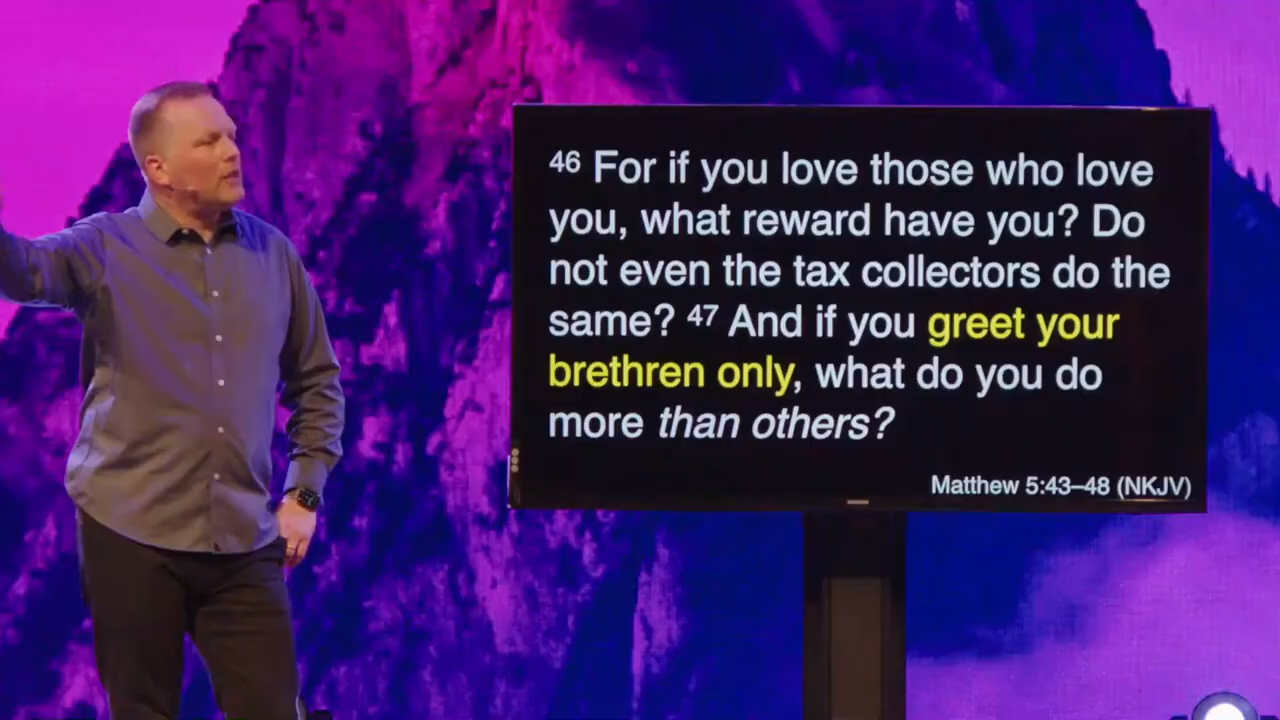 46 For if you love those who love
you, what reward have you? Do
not even the tax collectors do the
same? 47 And if you greet your
brethren only, what do you do
more than others?
Matthew 5:43–48 (NKJV)